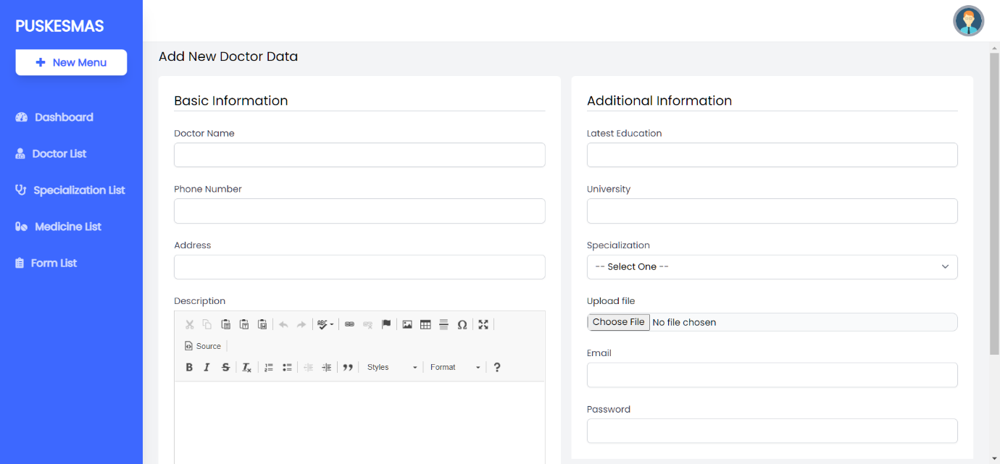 PUSKESMAS
New Menu
Dashboard
Doctor List
Specialization List
Medicine List
Form List
Add New Doctor Data
Basic Information
Doctor Name
Phone Number
Address
Description
ABC
Source
B I S Ix
Styles
Format
?
Additional Information
Latest Education
University
Specialization
-- Select One --
Upload file
Choose File No file chosen
Email
Password